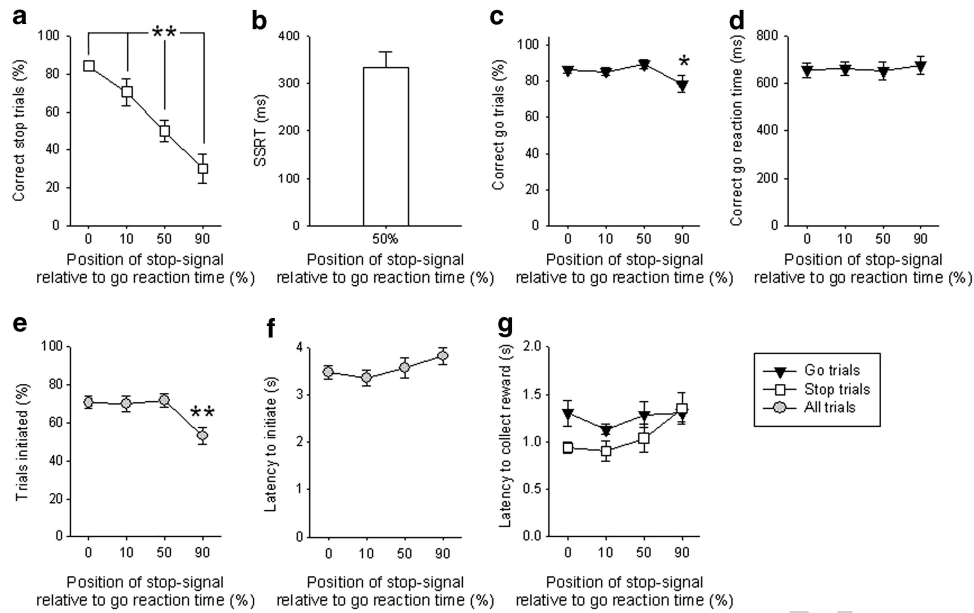 a
**
Correct stop trials (%)
100
80
60
40
20
0
0 10 50 90
Position of stop-signal
relative to go reaction time (%)
b
SSRT (ms)
400
300
200
100
0
50%
Position of stop-signal
relative to go reaction time (%)
c
*
Correct go trials (%)
100
80
60
40
20
0
0 10 50 90
Position of stop-signal
relative to go reaction time (%)
d
Correct go reaction time (ms)
800
600
400
200
0
0 10 50 90
Position of stop-signal
relative to go reaction time (%)
e
**
Trials initiated (%)
100
80
60
40
20
0
0 10 50 90
Position of stop-signal
relative to go reaction time (%)
f
Latency to initiate (s)
4
3
2
1
0
0 10 50 90
Position of stop-signal
relative to go reaction time (%)
g
Latency to collect reward (s)
2.0
1.5
1.0
0.5
0.0
0 10 50 90
Position of stop-signal
relative to go reaction time (%)
Go trials
Stop trials
All trials